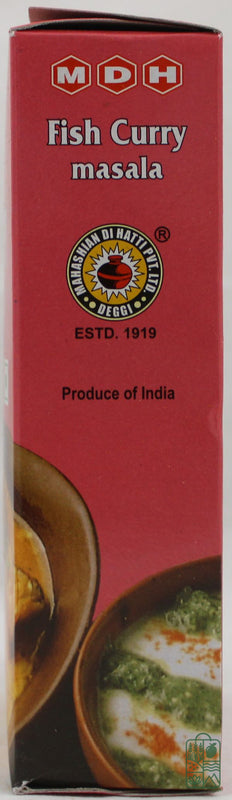 MDH
Fish Curry
masala
MAHASHIAN DI HATTI PVT. LTD.
• DEGGI •
®
ESTD. 1919
Produce of India